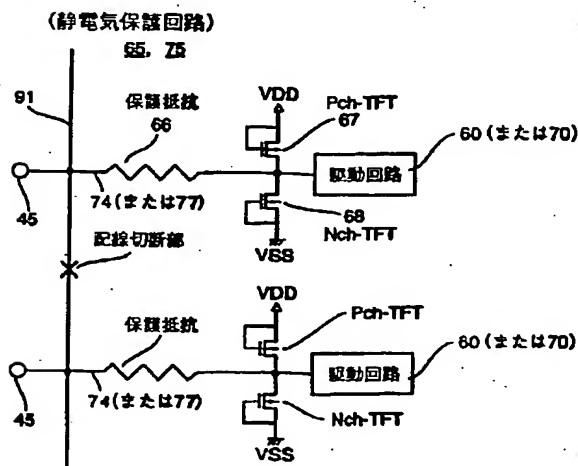 (静電気保護回路)
65, 75
91
保護抵抗
66
VDD
Pch-TFT
67
60(または70)
駆動回路
45
74(または77)
68
Nch-TFT
VSS
配線切断部
VDD
保護抵抗
Pch-TFT
60(または70)
駆動回路
45
74(または77)
Nch-TFT
VSS